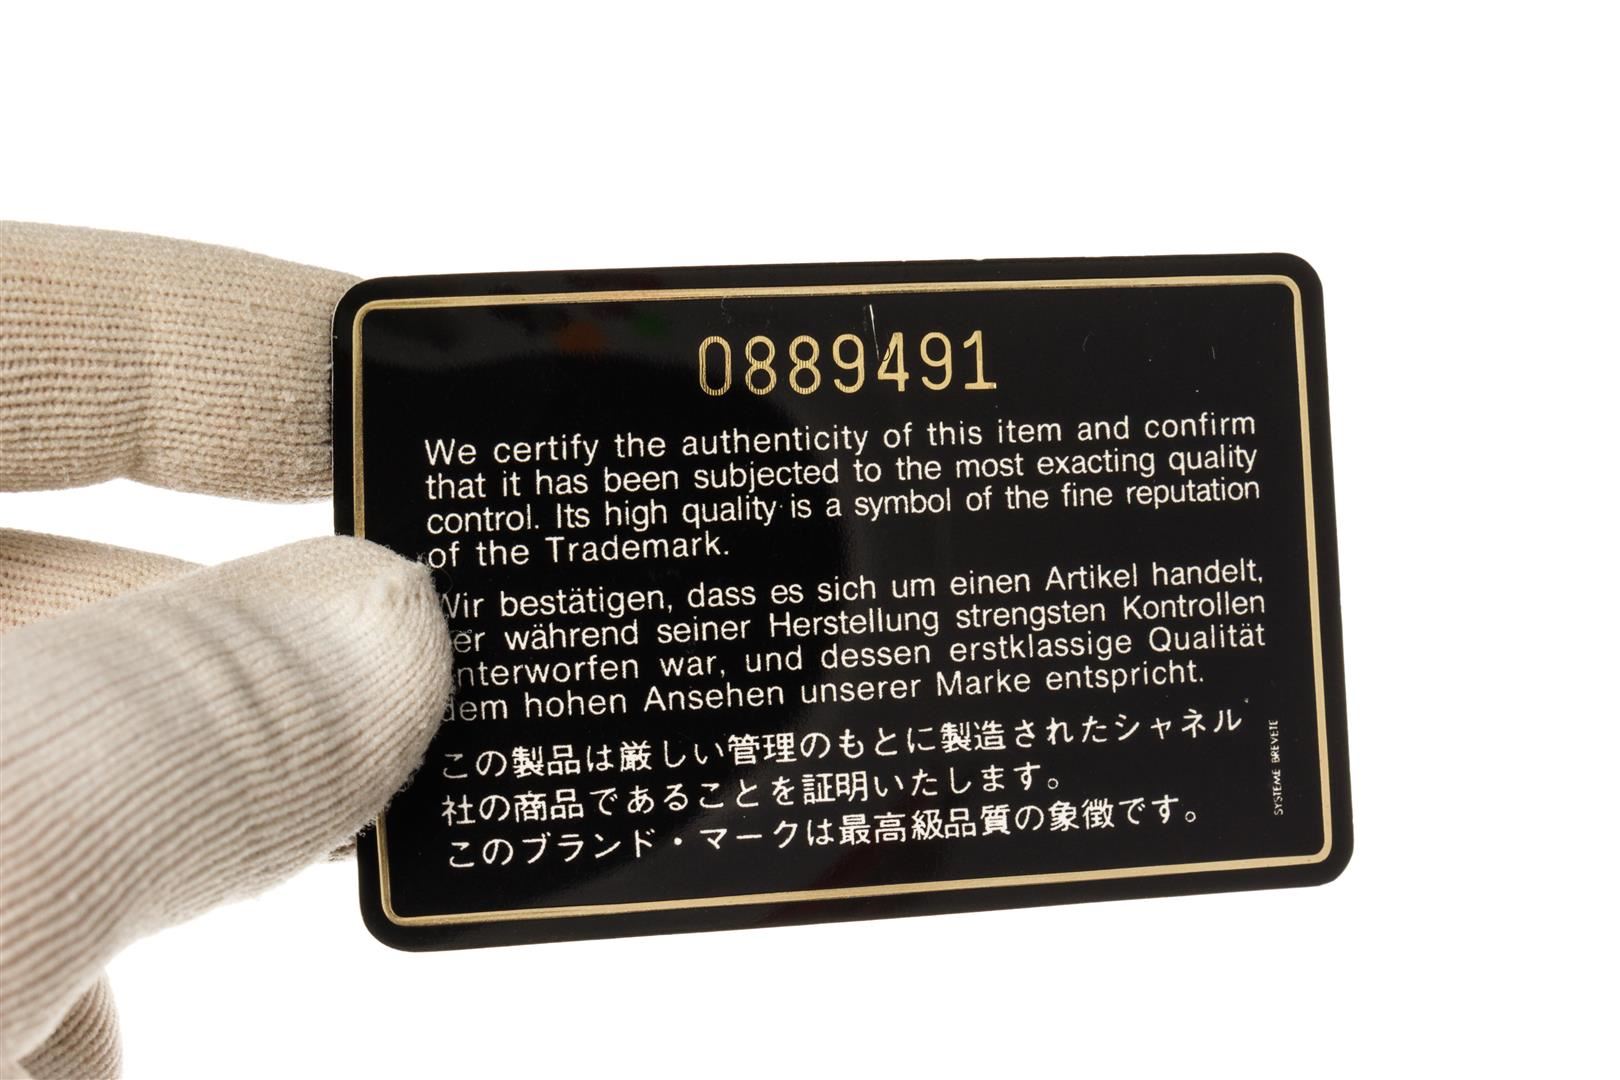 0889491
We certify the authenticity of this item and confirm
that it has been subjected to the most exacting quality
control. Its high quality is a symbol of the fine reputation
of the Trademark.
Wir bestätigen, dass es sich um einen Artikel handelt,
während seiner Herstellung strengsten Kontrollen
war, und dessen erstklassige Qualität
dem hohen Ansehen unserer Marke entspricht.
この製品は厳しい管理のもとに製造されたシャネル
社の商品であることを証明いたします。
このブランド・マークは最高級品質の象徴です。
SYSTEME BREVETE